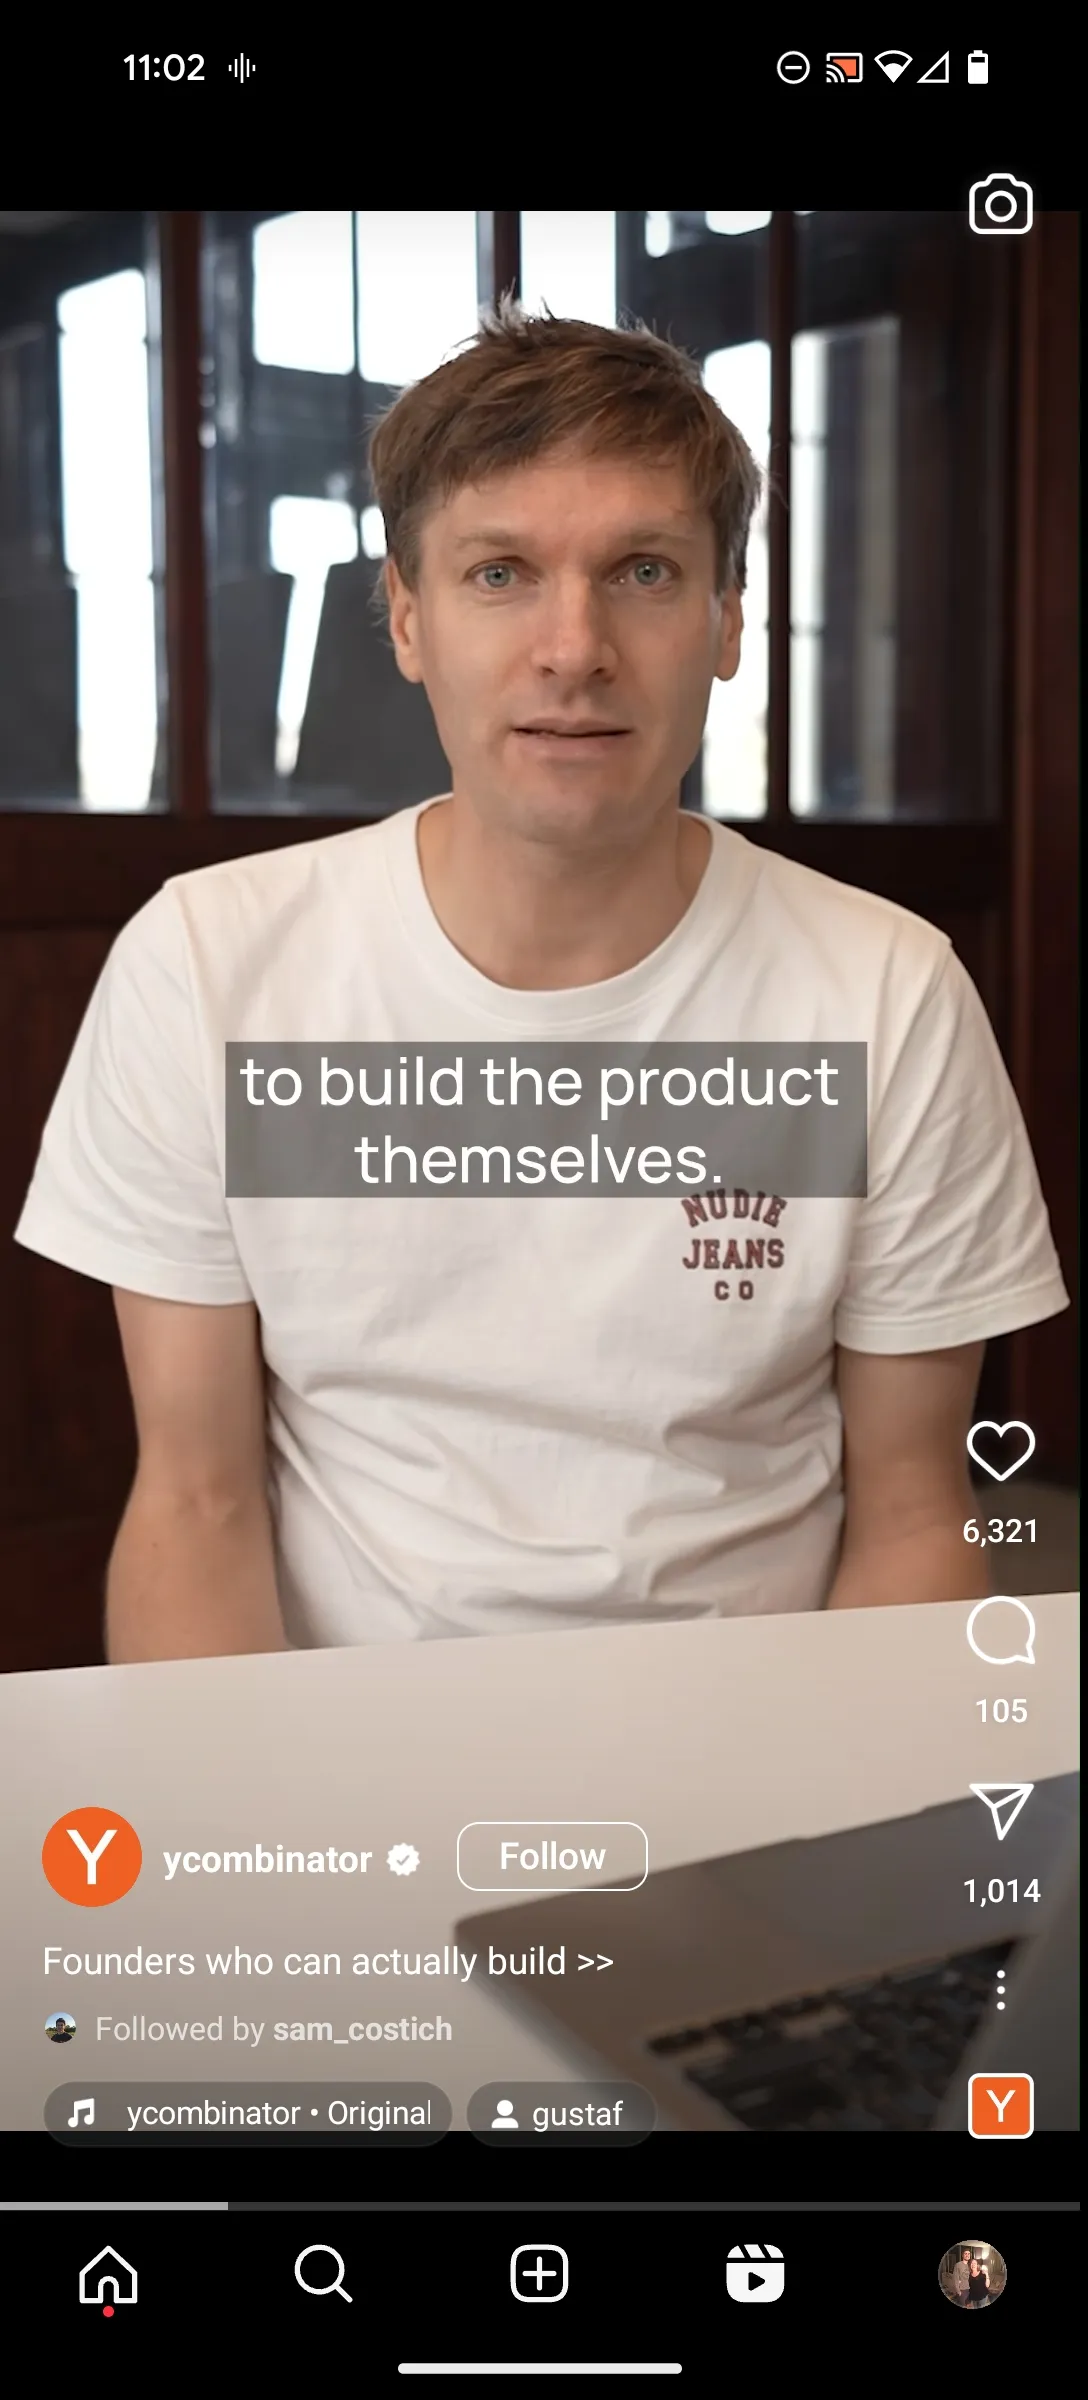 11:02
to build the product
themselves.
NUDIE
JEANS
CO
6,321
105
1,014
Y
ycombinator
Follow
Founders who can actually build >>
Followed by sam_costich
ycombinator • Original
gustaf
Y